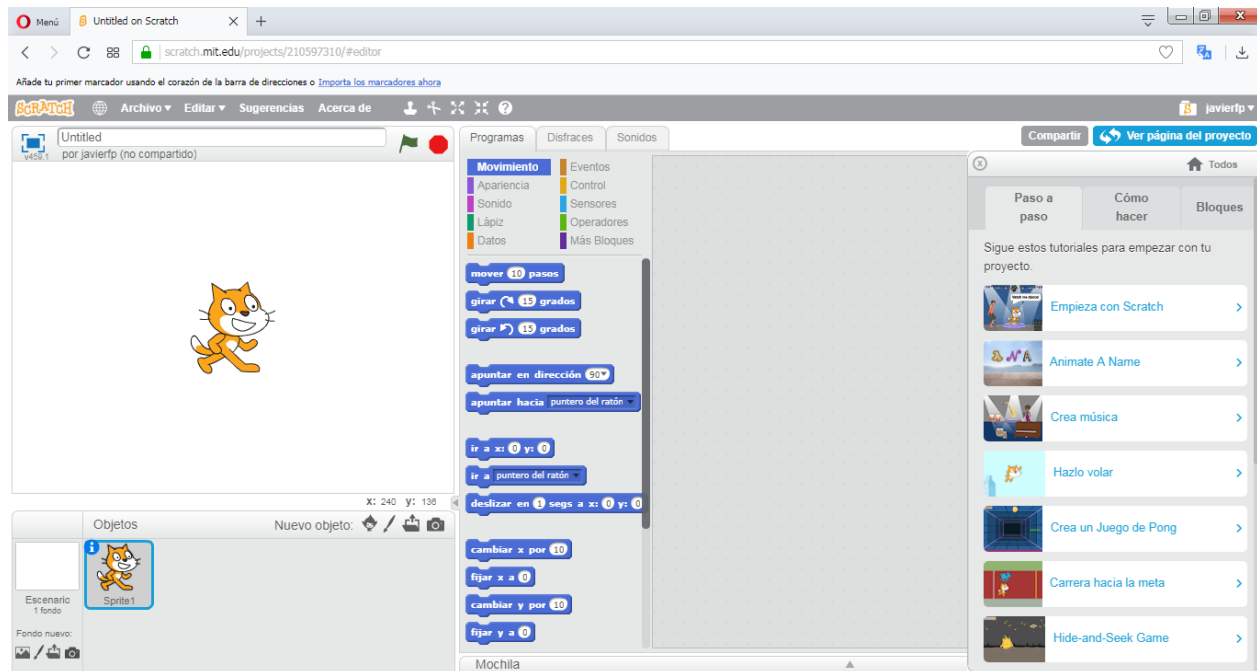 Menú
Untitled on Scratch
scratch.mit.edu/projects/210597310/#editor
Añade tu primer marcador usando el corazón de la barra de direcciones o Importa los marcadores ahora
SCRATCH Archivo Editar Sugerencias Acerca de
javierfp
Untitled
por javierfp (no compartido)
v459.1
Programas Disfraces Sonidos
Compartir Ver página del proyecto
Movimiento Eventos
Apariencia Control
Sonido Sensores
Lápiz Operadores
Datos Más Bloques
mover 10 pasos
girar 15 grados
girar 15 grados
apuntar en dirección 90
apuntar hacia puntero del ratón
ir a x: 0 y: 0
ir a puntero del ratón
deslizar en 1 segs a x: 0 y: 0
cambiar x por 10
fijar x a 0
cambiar y por 10
fijar y a 0
Mochila
X: 240 Y: 136
Objetos Nuevo objeto:
Sprite1
Escenario
1 fondo
Fondo nuevo:
Todos
Paso a paso
Cómo hacer
Bloques
Sigue estos tutoriales para empezar con tu
proyecto.
Empieza con Scratch
Animate A Name
Crea música
Hazlo volar
Crea un Juego de Pong
Carrera hacia la meta
Hide-and-Seek Game